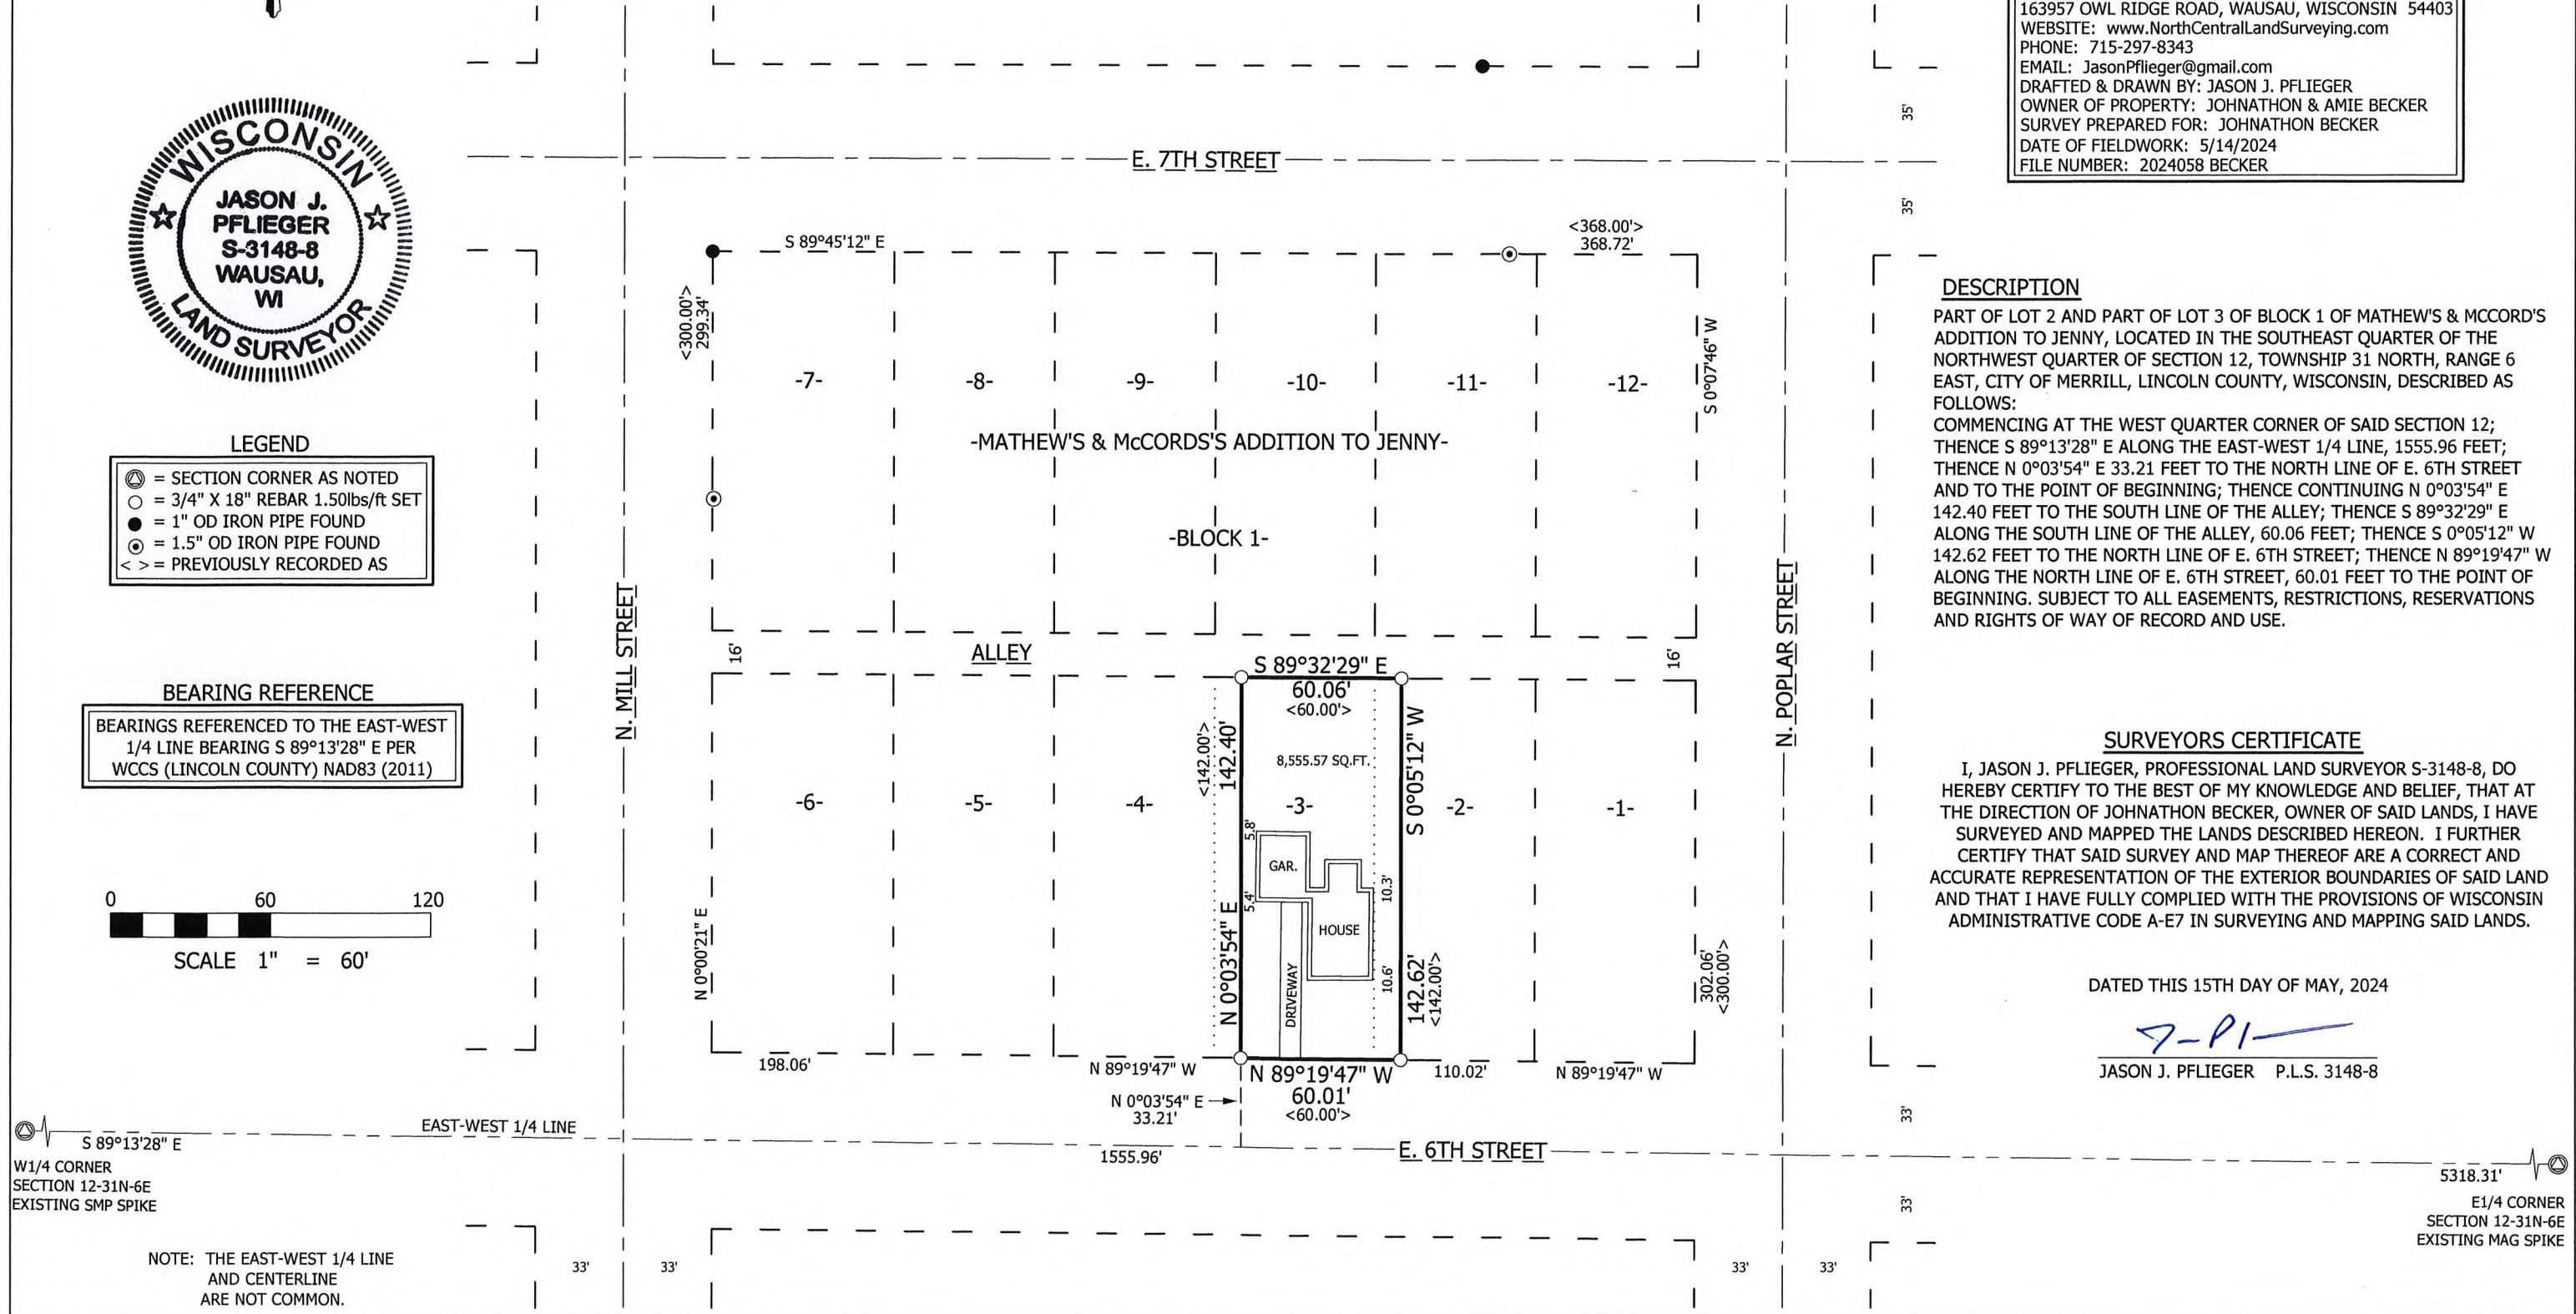 163957 OWL RIDGE ROAD, WAUSAU, WISCONSIN 54403
WEBSITE: www.NorthCentralLandSurveying.com
PHONE: 715-297-8343
EMAIL: JasonPflieger@gmail.com
DRAFTED & DRAWN BY: JASON J. PFLIEGER
OWNER OF PROPERTY: JOHNATHON & AMIE BECKER
SURVEY PREPARED FOR: JOHNATHON BECKER
DATE OF FIELDWORK: 5/14/2024
FILE NUMBER: 2024058 BECKER
WISCONSIN
JASON J.
PFLIEGER
S-3148-8
WAUSAU,
WI
LAND SURVEYOR
LEGEND
= SECTION CORNER AS NOTED
= 3/4" X 18" REBAR 1.50lbs/ft SET
= 1" OD IRON PIPE FOUND
= 1.5" OD IRON PIPE FOUND
< > = PREVIOUSLY RECORDED AS
BEARING REFERENCE
BEARINGS REFERENCED TO THE EAST-WEST
1/4 LINE BEARING S 89°13'28" E PER
WCCS (LINCOLN COUNTY) NAD83 (2011)
0 60 120
SCALE 1" = 60'
35'
E. 7TH STREET
35'
S 89°45'12" E
<368.00'>
368.72'
<300.00'>
299.34'
S 0°07'46" W
-7- -8- -9- -10- -11- -12-
-MATHEW'S & McCORDS'S ADDITION TO JENNY-
-BLOCK 1-
N. MILL STREET
N. POPLAR STREET
16'
ALLEY
16'
S 89°32'29" E
60.06'
<60.00'>
<142.00'>
142.40'
N 0°03'54" E
S 0°05'12" W
142.62'
<142.00'>
8,555.57 SQ.FT.
-6- -5- -4- -3- -2- -1-
5.8'
GAR.
5.4'
10.3'
HOUSE
10.6'
DRIVEWAY
N 0°00'21" E
302.06'
<300.00'>
198.06'
N 89°19'47" W
N 89°19'47" W
60.01'
<60.00'>
110.02'
N 89°19'47" W
N 0°03'54" E
33.21'
S 89°13'28" E
EAST-WEST 1/4 LINE
1555.96'
E. 6TH STREET
5318.31'
33'
33'
W1/4 CORNER
SECTION 12-31N-6E
EXISTING SMP SPIKE
E1/4 CORNER
SECTION 12-31N-6E
EXISTING MAG SPIKE
NOTE: THE EAST-WEST 1/4 LINE
AND CENTERLINE
ARE NOT COMMON.
33' 33' 33' 33'
DESCRIPTION
PART OF LOT 2 AND PART OF LOT 3 OF BLOCK 1 OF MATHEW'S & MCCORD'S
ADDITION TO JENNY, LOCATED IN THE SOUTHEAST QUARTER OF THE
NORTHWEST QUARTER OF SECTION 12, TOWNSHIP 31 NORTH, RANGE 6
EAST, CITY OF MERRILL, LINCOLN COUNTY, WISCONSIN, DESCRIBED AS
FOLLOWS:
COMMENCING AT THE WEST QUARTER CORNER OF SAID SECTION 12;
THENCE S 89°13'28" E ALONG THE EAST-WEST 1/4 LINE, 1555.96 FEET;
THENCE N 0°03'54" E 33.21 FEET TO THE NORTH LINE OF E. 6TH STREET
AND TO THE POINT OF BEGINNING; THENCE CONTINUING N 0°03'54" E
142.40 FEET TO THE SOUTH LINE OF THE ALLEY; THENCE S 89°32'29" E
ALONG THE SOUTH LINE OF THE ALLEY, 60.06 FEET; THENCE S 0°05'12" W
142.62 FEET TO THE NORTH LINE OF E. 6TH STREET; THENCE N 89°19'47" W
ALONG THE NORTH LINE OF E. 6TH STREET, 60.01 FEET TO THE POINT OF
BEGINNING. SUBJECT TO ALL EASEMENTS, RESTRICTIONS, RESERVATIONS
AND RIGHTS OF WAY OF RECORD AND USE.
SURVEYORS CERTIFICATE
I, JASON J. PFLIEGER, PROFESSIONAL LAND SURVEYOR S-3148-8, DO
HEREBY CERTIFY TO THE BEST OF MY KNOWLEDGE AND BELIEF, THAT AT
THE DIRECTION OF JOHNATHON BECKER, OWNER OF SAID LANDS, I HAVE
SURVEYED AND MAPPED THE LANDS DESCRIBED HEREON. I FURTHER
CERTIFY THAT SAID SURVEY AND MAP THEREOF ARE A CORRECT AND
ACCURATE REPRESENTATION OF THE EXTERIOR BOUNDARIES OF SAID LAND
AND THAT I HAVE FULLY COMPLIED WITH THE PROVISIONS OF WISCONSIN
ADMINISTRATIVE CODE A-E7 IN SURVEYING AND MAPPING SAID LANDS.
DATED THIS 15TH DAY OF MAY, 2024
JASON J. PFLIEGER P.L.S. 3148-8